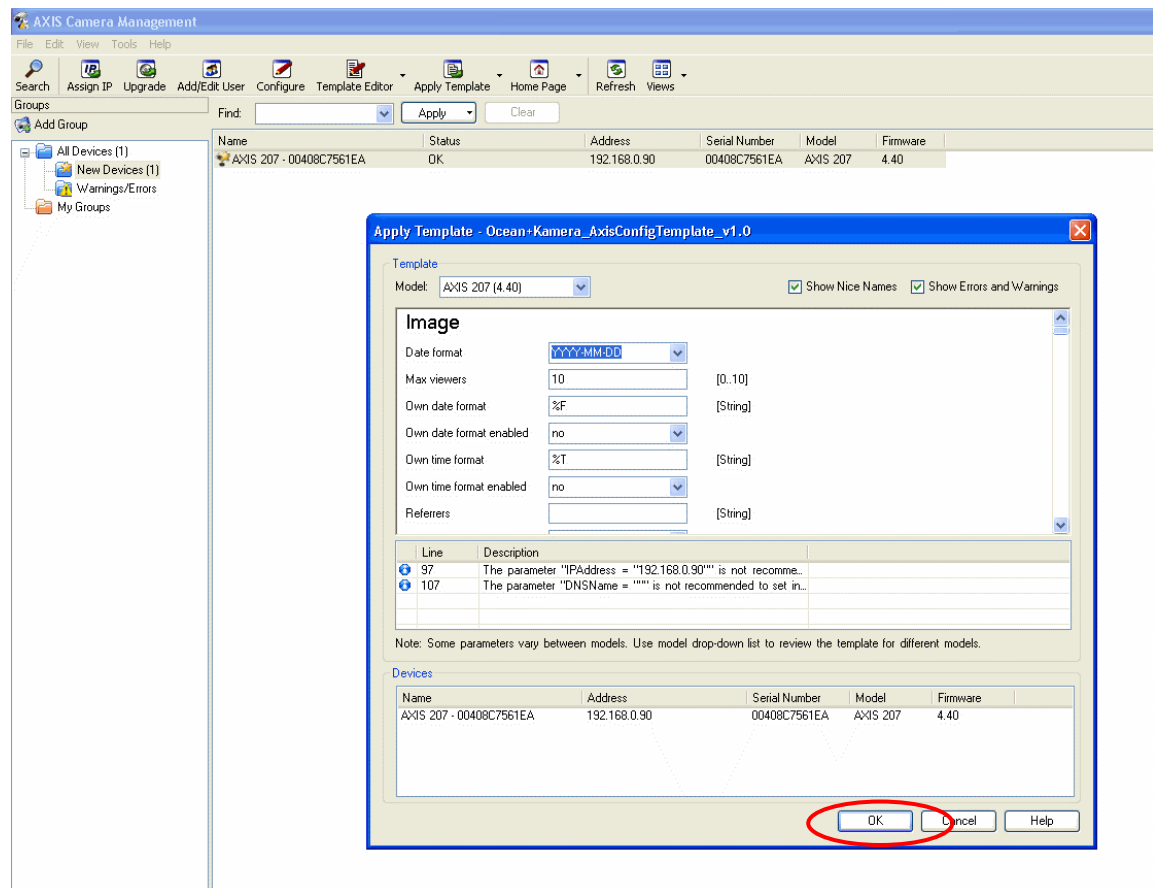 AXIS Camera Management
File Edit View Tools Help
Search Assign IP Upgrade Add/Edit User Configure Template Editor Apply Template Home Page Refresh Views
Groups
Add Group
Find: Apply Clear
Name Status Address Serial Number Model Firmware
AXIS 207 - 00408C7561EA OK 192.168.0.90 00408C7561EA AXIS 207 4.40
All Devices (1)
New Devices (1)
Warnings/Errors
My Groups
Apply Template - Ocean+Kamera_AxisConfigTemplate_v1.0
Template
Model: AXIS 207 (4.40) Show Nice Names Show Errors and Warnings
Image
Date format YYYY-MM-DD
Max viewers 10 [0..10]
Own date format %F [String]
Own date format enabled no
Own time format %T [String]
Own time format enabled no
Referrers [String]
Line Description
97 The parameter "IPAddress = "192.168.0.90"" is not recomme...
107 The parameter "DNSName = """ is not recommended to set in...
Note: Some parameters vary between models. Use model drop-down list to review the template for different models.
Devices
Name Address Serial Number Model Firmware
AXIS 207 - 00408C7561EA 192.168.0.90 00408C7561EA AXIS 207 4.40
OK Cancel Help